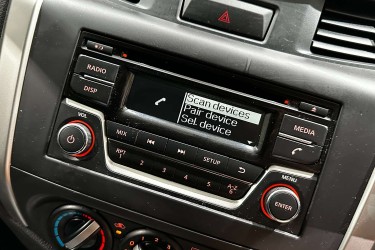 RADIO
DISP
Scan devices
Pair device
Sel. device
MEDIA
VOL
MIX
SETUP
RPT
1 2 3 4 5 6
A-Z
MENU
ENTER